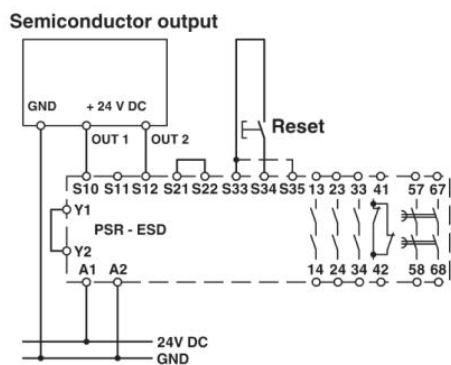 Semiconductor output
GND + 24 V DC
OUT 1 OUT 2
Reset
S10 S11 S12 S21 S22 S33 S34 S35 13 23 33 41 57 67
Y1
PSR - ESD
Y2
A1 A2 14 24 34 42 58 68
24V DC
GND